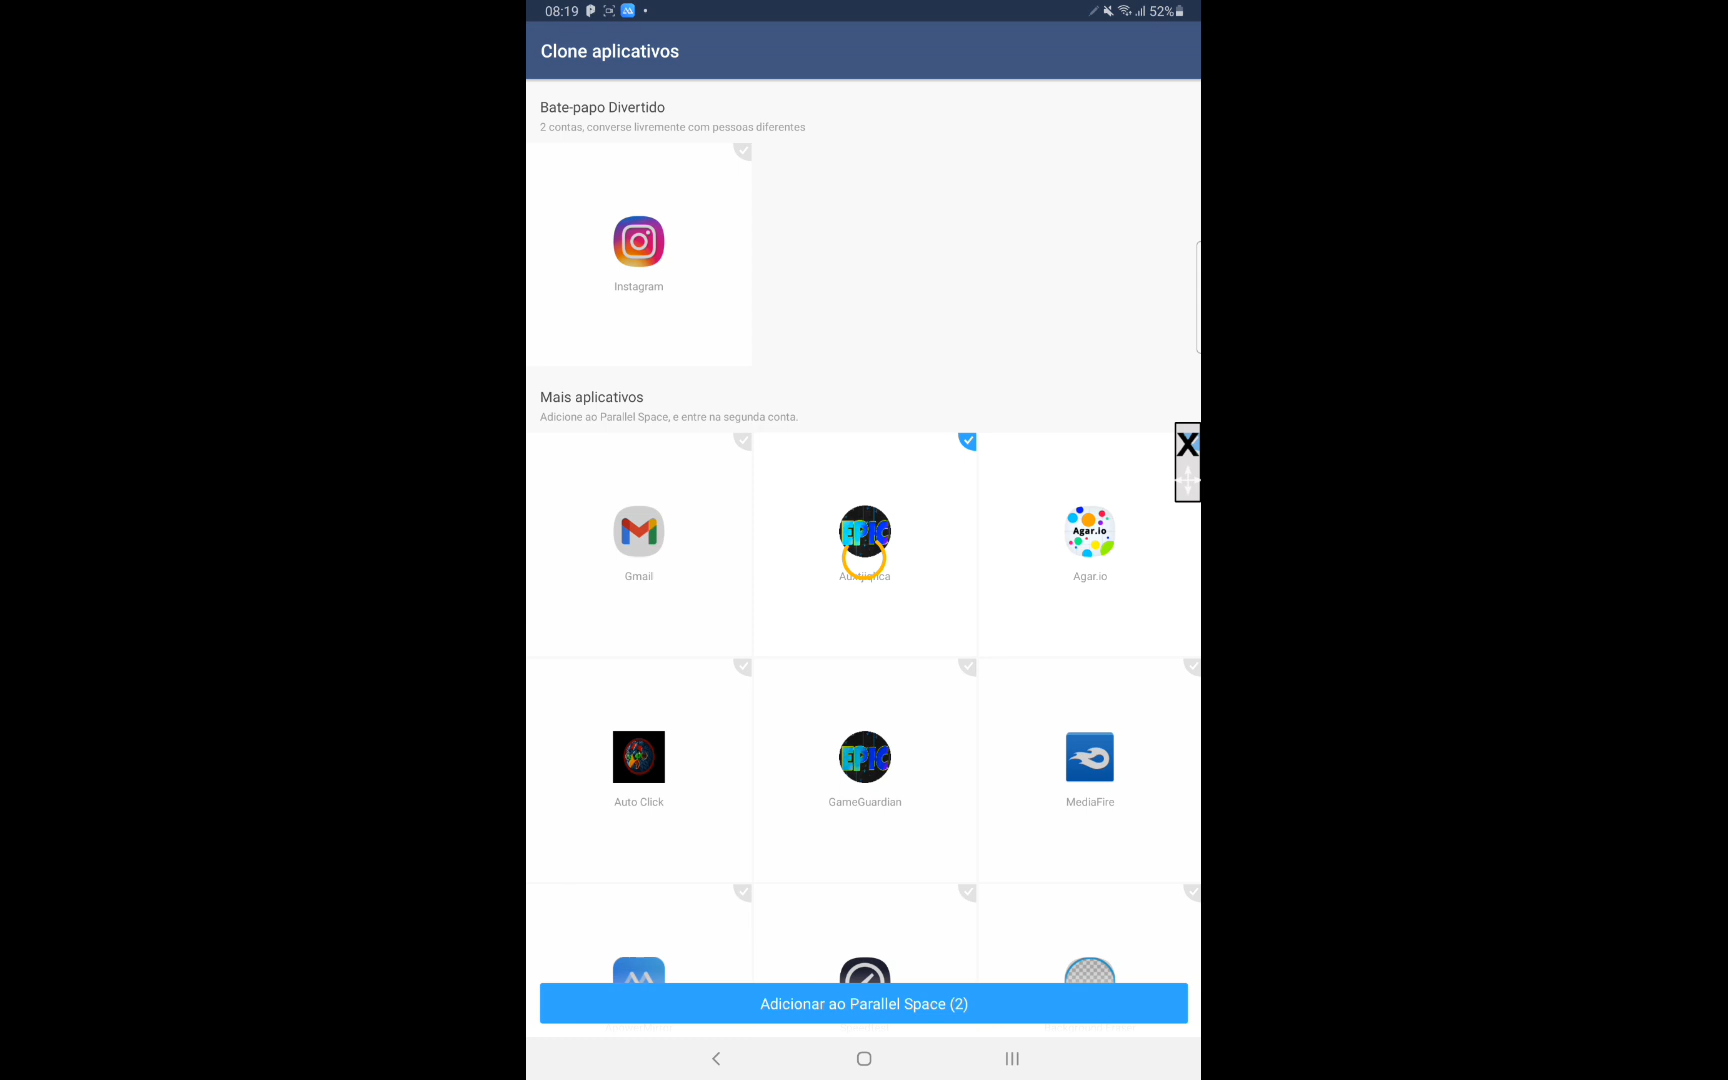 08:19
52%
Clone aplicativos
Bate-papo Divertido
2 contas, converse livremente com pessoas diferentes
Instagram
Mais aplicativos
Adicione ao Parallel Space, e entre na segunda conta.
X
EPIC
Agar.io
Gmail
Agar.io
EPIC
Auto Click
GameGuardian
MediaFire
Adicionar ao Parallel Space (2)